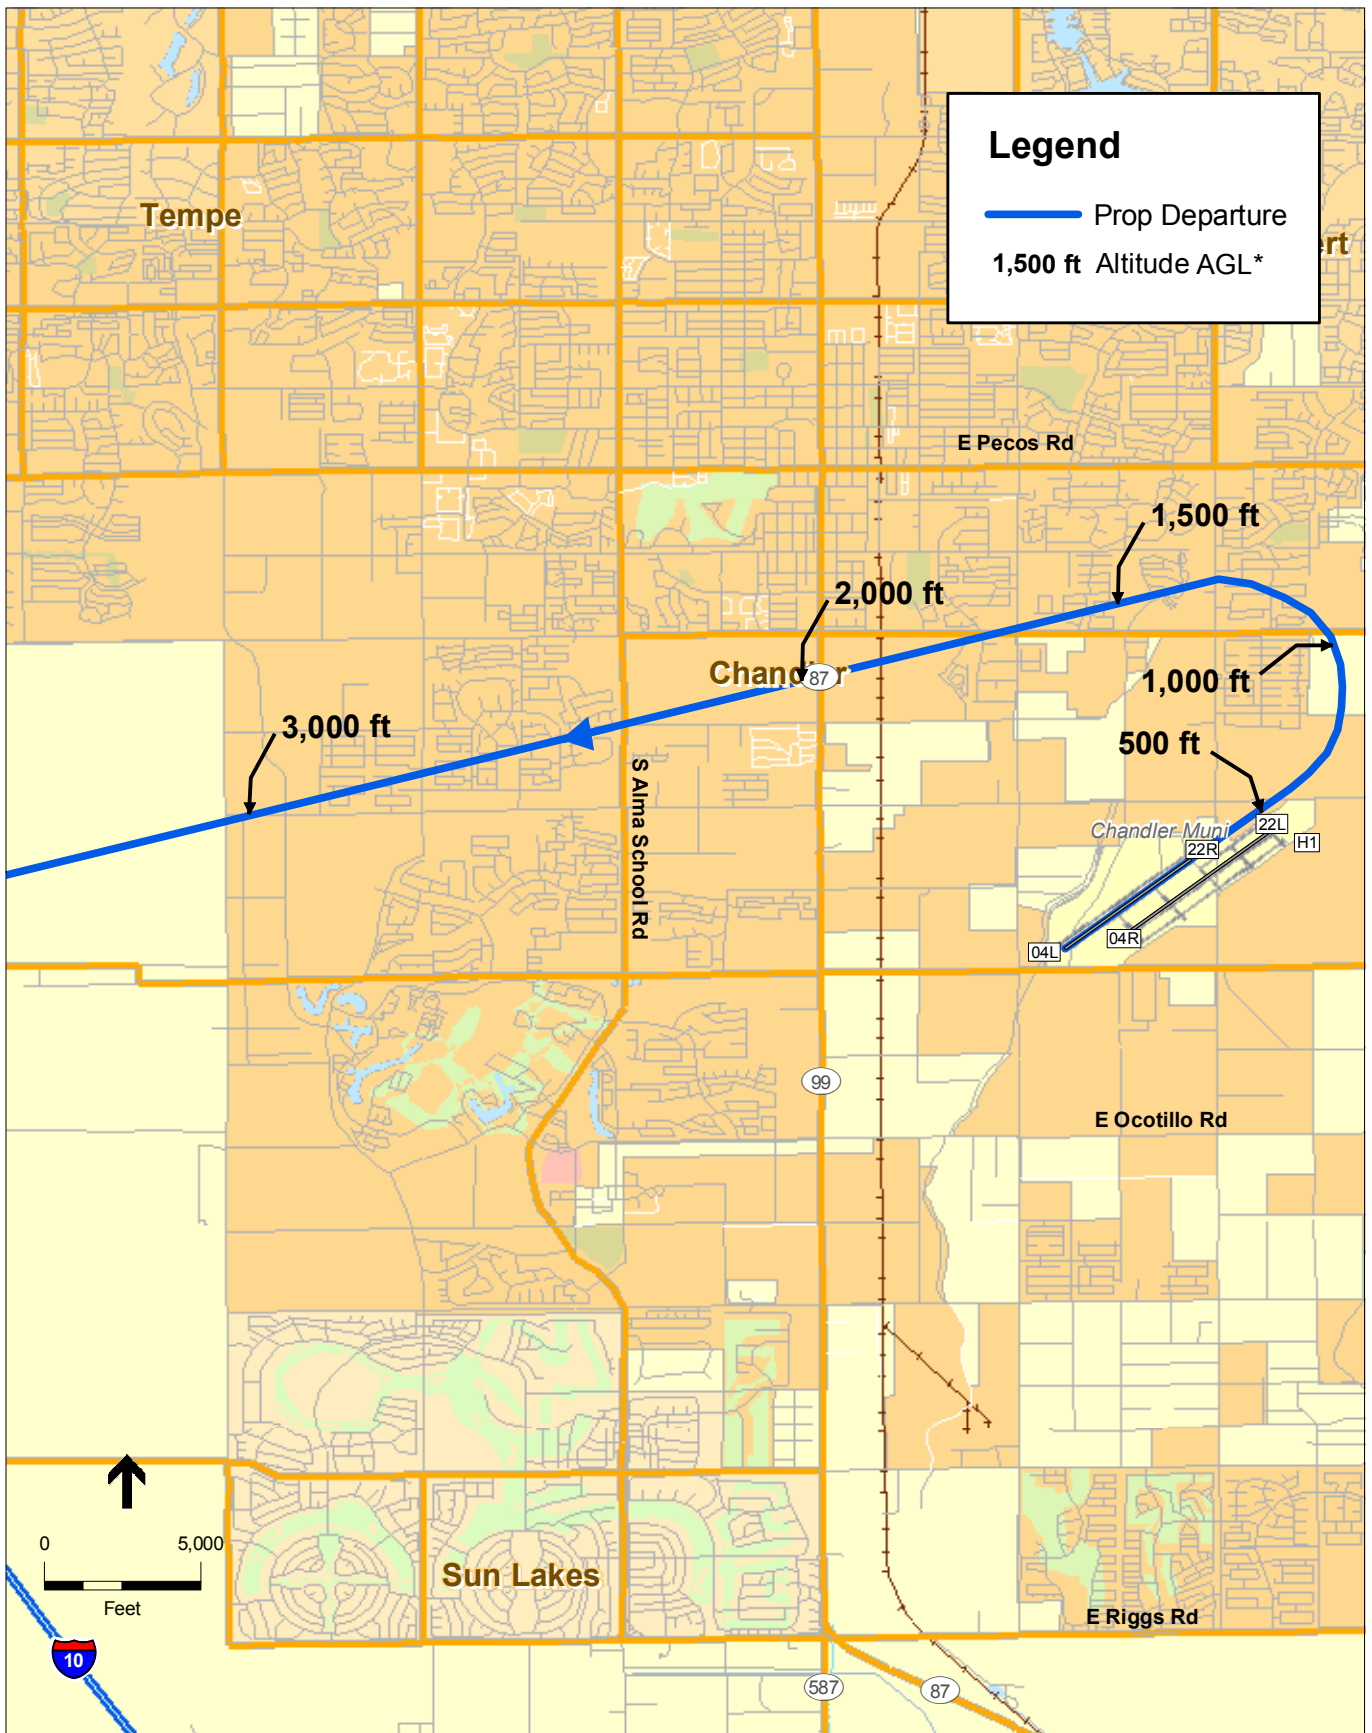 Legend
Prop Departure
1,500 ft Altitude AGL*
Tempe
ert
E Pecos Rd
1,500 ft
2,000 ft
Chandler
87
1,000 ft
3,000 ft
500 ft
S Alma School Rd
Chandler Muni
22L
22R
H1
04R
04L
99
E Ocotillo Rd
0 5,000
Feet
Sun Lakes
E Riggs Rd
10
587
87